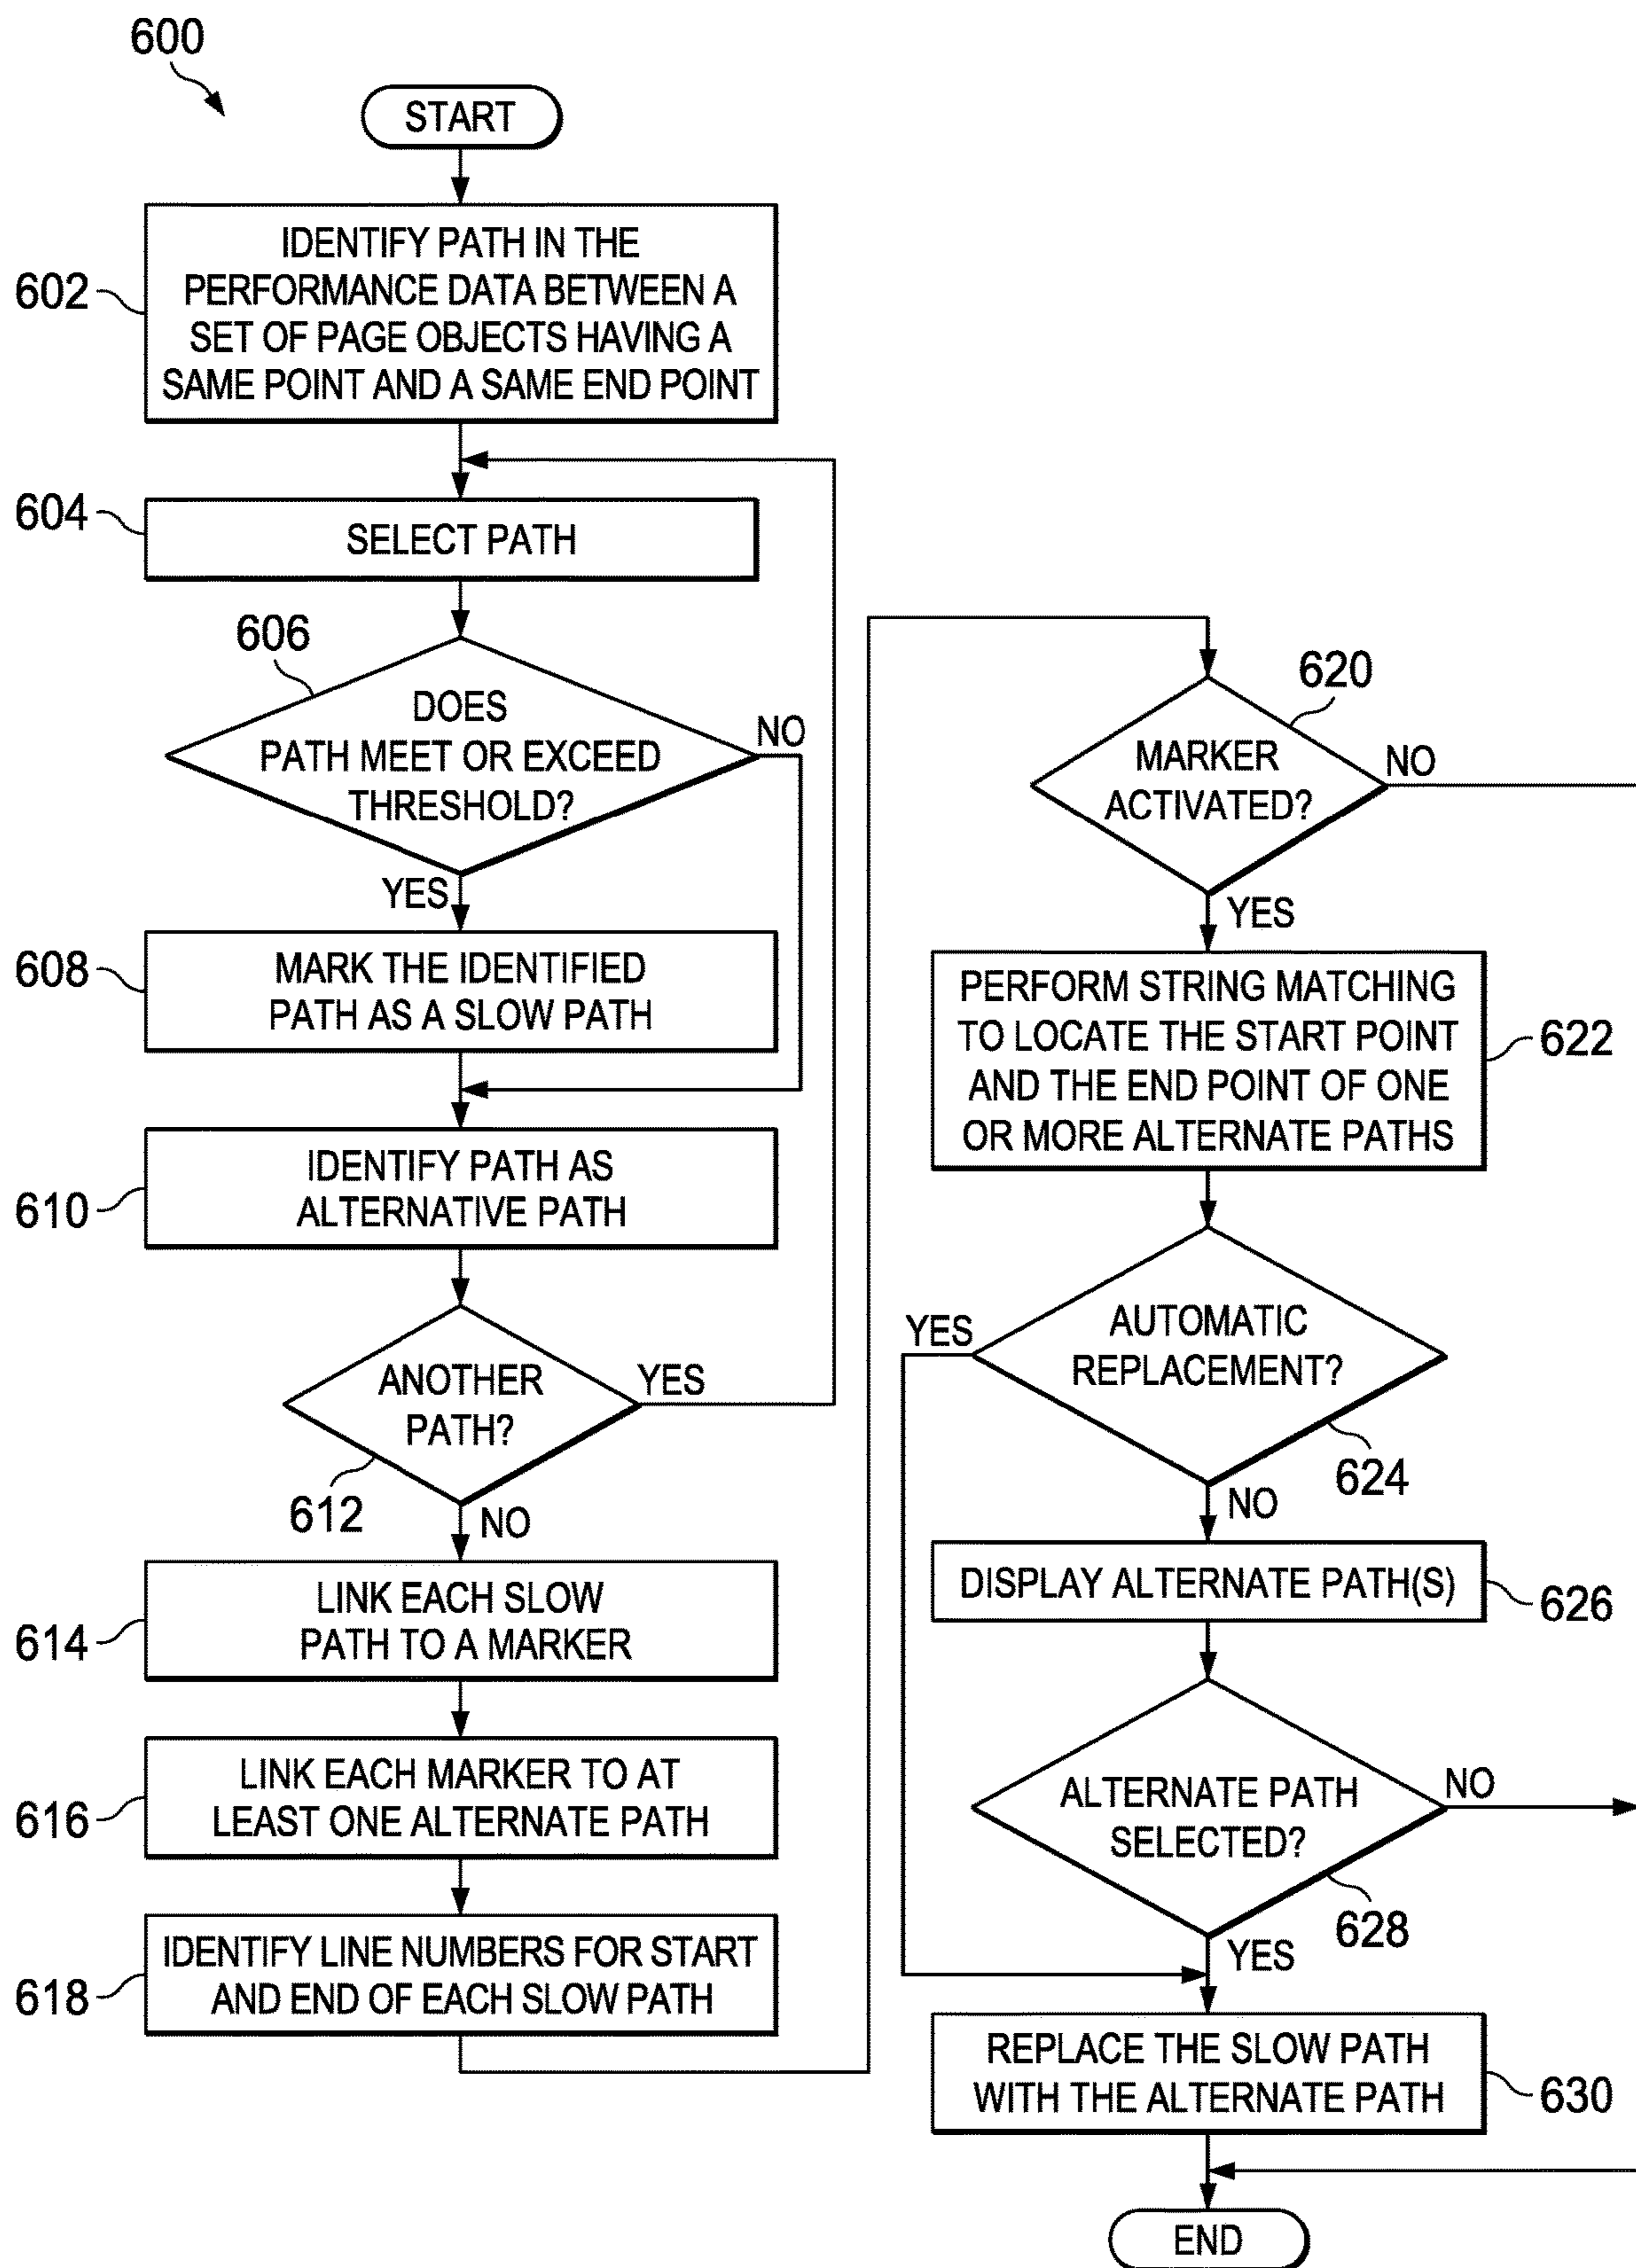 600
START
602
IDENTIFY PATH IN THE
PERFORMANCE DATA BETWEEN A
SET OF PAGE OBJECTS HAVING A
SAME POINT AND A SAME END POINT
604
SELECT PATH
606
DOES
PATH MEET OR EXCEED
THRESHOLD?
NO
YES
608
MARK THE IDENTIFIED
PATH AS A SLOW PATH
610
IDENTIFY PATH AS
ALTERNATIVE PATH
ANOTHER
PATH?
YES
612
NO
614
LINK EACH SLOW
PATH TO A MARKER
616
LINK EACH MARKER TO AT
LEAST ONE ALTERNATE PATH
618
IDENTIFY LINE NUMBERS FOR START
AND END OF EACH SLOW PATH
620
MARKER
ACTIVATED?
NO
YES
PERFORM STRING MATCHING
TO LOCATE THE START POINT
AND THE END POINT OF ONE
OR MORE ALTERNATE PATHS
622
YES
AUTOMATIC
REPLACEMENT?
624
NO
DISPLAY ALTERNATE PATH(S)
626
ALTERNATE PATH
SELECTED?
NO
628
YES
REPLACE THE SLOW PATH
WITH THE ALTERNATE PATH
630
END